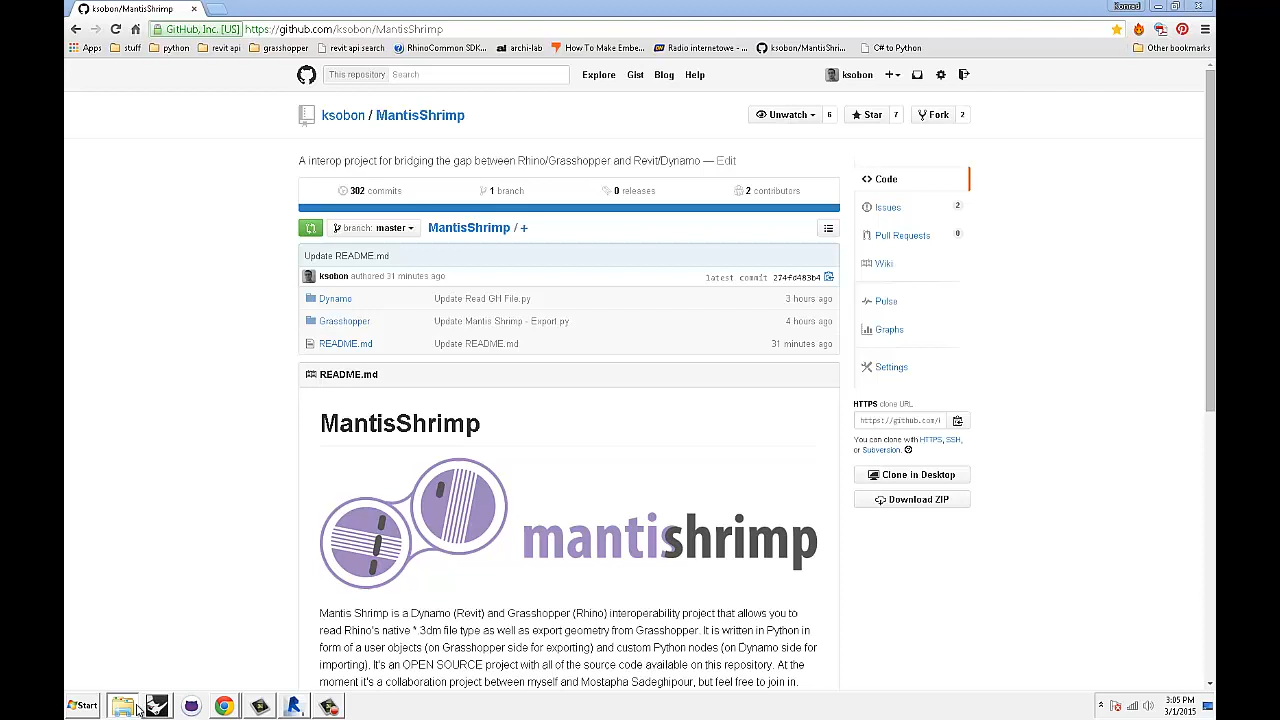 ksobon/MantisShrimp
Konrad
GitHub, Inc. [US] https://github.com/ksobon/MantisShrimp
Apps stuff python revit api grasshopper revit api search RhinoCommon SDK... archi-lab How To Make Embe... Radio internetowe - ... ksobon/MantisShri... C# to Python Other bookmarks
This repository Search Explore Gist Blog Help ksobon
ksobon / MantisShrimp Unwatch 6 Star 7 Fork 2
A interop project for bridging the gap between Rhino/Grasshopper and Revit/Dynamo — Edit
302 commits 1 branch 0 releases 2 contributors
branch: master MantisShrimp / +
Update README.md
ksobon authored 31 minutes ago latest commit 274fd483b4
Dynamo Update Read GH File.py 3 hours ago
Grasshopper Update Mantis Shrimp - Export.py 4 hours ago
README.md Update README.md 31 minutes ago
README.md
MantisShrimp
mantishrimp
Mantis Shrimp is a Dynamo (Revit) and Grasshopper (Rhino) interoperability project that allows you to
read Rhino's native *.3dm file type as well as export geometry from Grasshopper. It is written in Python in
form of a user objects (on Grasshopper side for exporting) and custom Python nodes (on Dynamo side for
importing). It's an OPEN SOURCE project with all of the source code available on this repository. At the
moment it's a collaboration project between myself and Mostapha Sadeghipour, but feel free to join in.
Code
Issues 2
Pull Requests 0
Wiki
Pulse
Graphs
Settings
HTTPS clone URL
https://github.com/
You can clone with HTTPS, SSH,
or Subversion.
Clone in Desktop
Download ZIP
Start
3:05 PM
3/1/2015